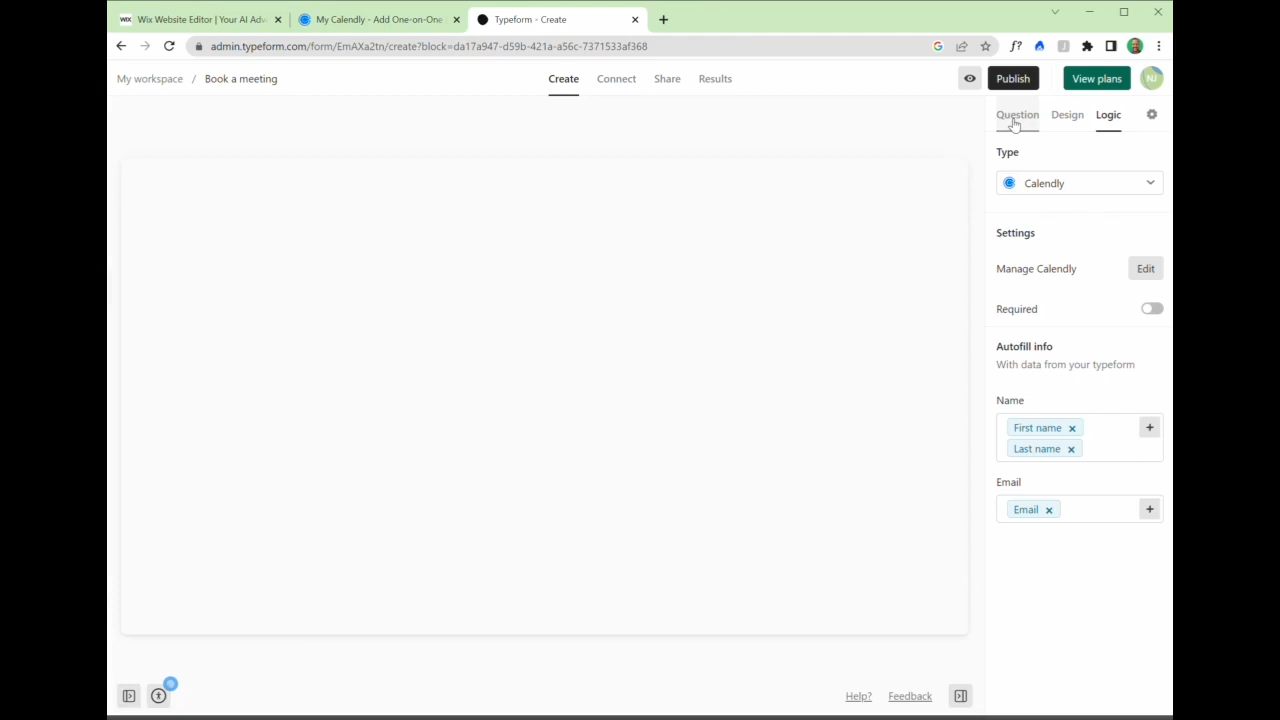 WIX Wix Website Editor | Your AI Adv
My Calendly - Add One-on-One
Typeform - Create
admin.typeform.com/form/EmAXa2tn/create?block=da17a947-d59b-421a-a56c-7371533af368
f?
My workspace / Book a meeting
Create
Connect
Share
Results
Publish
View plans
NJ
Question
Design
Logic
Type
Calendly
Settings
Manage Calendly
Edit
Required
Autofill info
With data from your typeform
Name
First name
Last name
Email
Email
Help?
Feedback